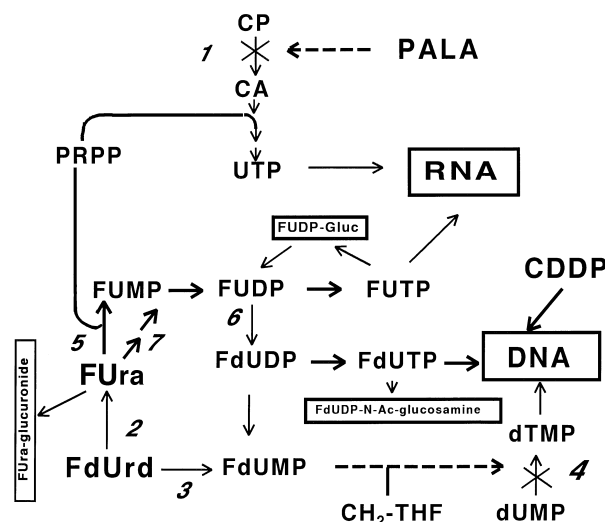 CP
1
PALA
CA
PRPP
UTP
RNA
FUDP-Gluc
CDDP
FUMP
FUDP
FUTP
5
7
6
FUra
FdUDP
FdUTP
DNA
FUra-glucuronide
FdUDP-N-Ac-glucosamine
2
dTMP
FdUrd
3
FdUMP
4
CH₂-THF
dUMP